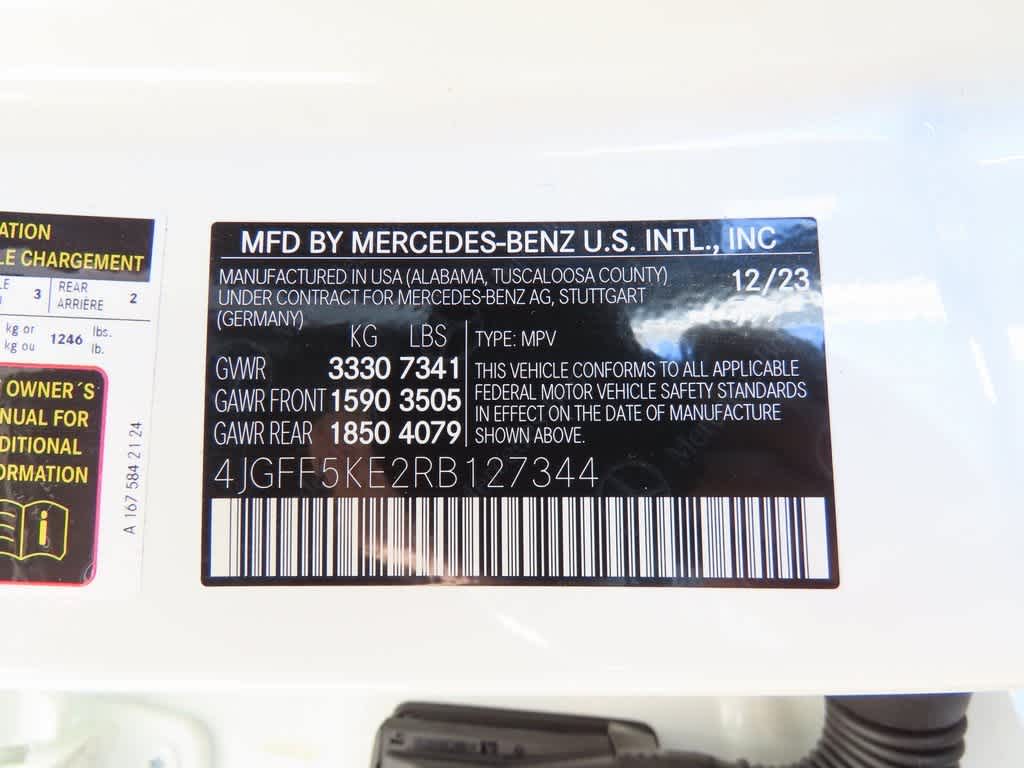 ATION
LE CHARGEMENT
3
REAR
ARRIÈRE
2
kg or
kg ou
1246
lbs.
lb.
OWNER´S
NUAL FOR
DITIONAL
ORMATION
i
A 167 584 21 24
MFD BY MERCEDES-BENZ U.S. INTL., INC
MANUFACTURED IN USA (ALABAMA, TUSCALOOSA COUNTY) 12/23
UNDER CONTRACT FOR MERCEDES-BENZ AG, STUTTGART
(GERMANY)
KG LBS
GWR 3330 7341
GAWR FRONT 1590 3505
GAWR REAR 1850 4079
TYPE: MPV
THIS VEHICLE CONFORMS TO ALL APPLICABLE
FEDERAL MOTOR VEHICLE SAFETY STANDARDS
IN EFFECT ON THE DATE OF MANUFACTURE
SHOWN ABOVE.
4JGFF5KE2RB127344